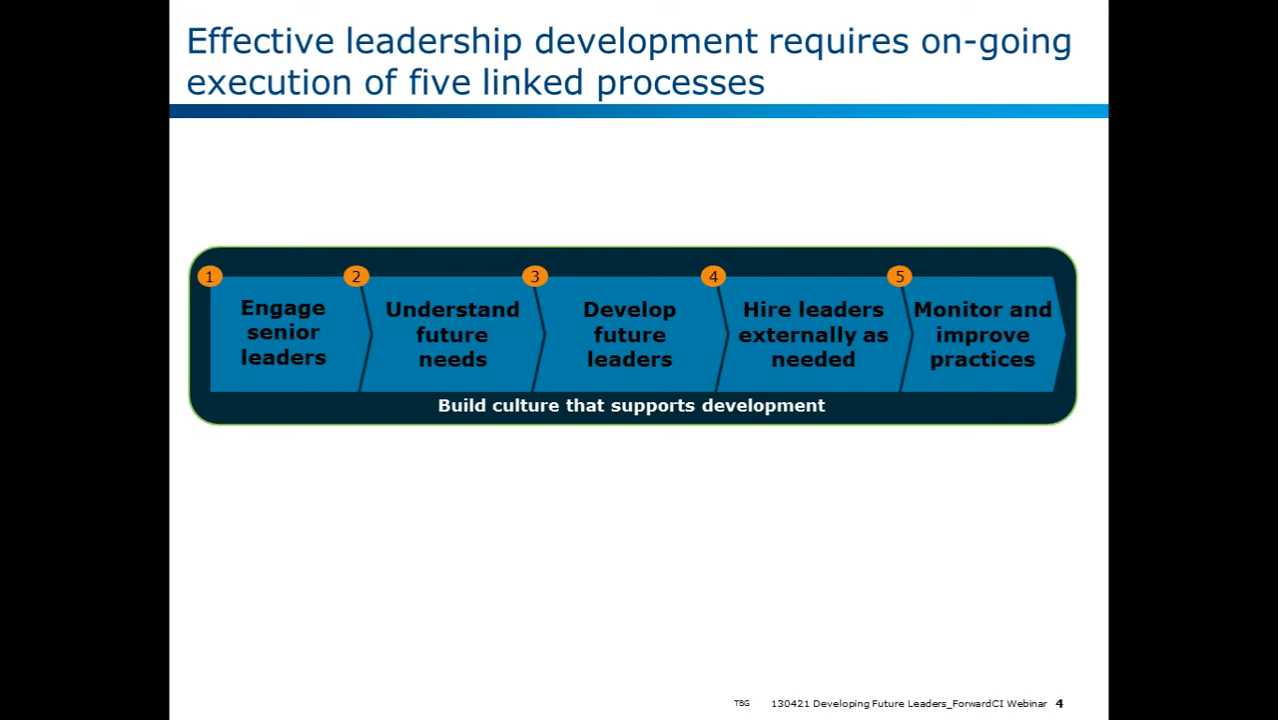 Effective leadership development requires on-going
execution of five linked processes
1
Engage
senior
leaders
2
Understand
future
needs
3
Develop
future
leaders
4
Hire leaders
externally as
needed
5
Monitor and
improve
practices
Build culture that supports development
TBG 130421 Developing Future Leaders_ForwardCI Webinar 4